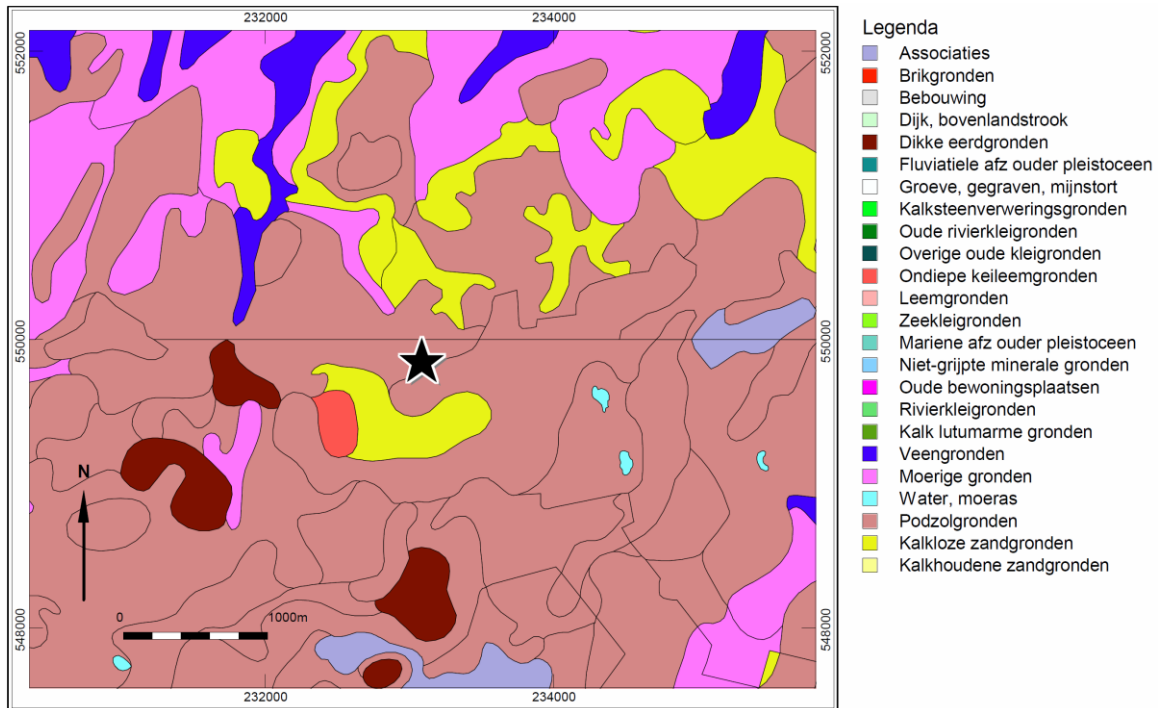 232000
234000
552000
552000
550000
550000
N
0
1000m
548000
548000
232000
234000
Legenda
Associaties
Brikgronden
Bebouwing
Dijk, bovenlandstrook
Dikke eerdgronden
Fluviatiele afz ouder pleistoceen
Groeve, gegraven, mijnstort
Kalksteenverweringsgronden
Oude rivierkleigronden
Overige oude kleigronden
Ondiepe keileemgronden
Leemgronden
Zeekleigronden
Mariene afz ouder pleistoceen
Niet-grijpte minerale gronden
Oude bewoningsplaatsen
Rivierkleigronden
Kalk lutumarme gronden
Veengronden
Moerige gronden
Water, moeras
Podzolgronden
Kalkloze zandgronden
Kalkhoudene zandgronden